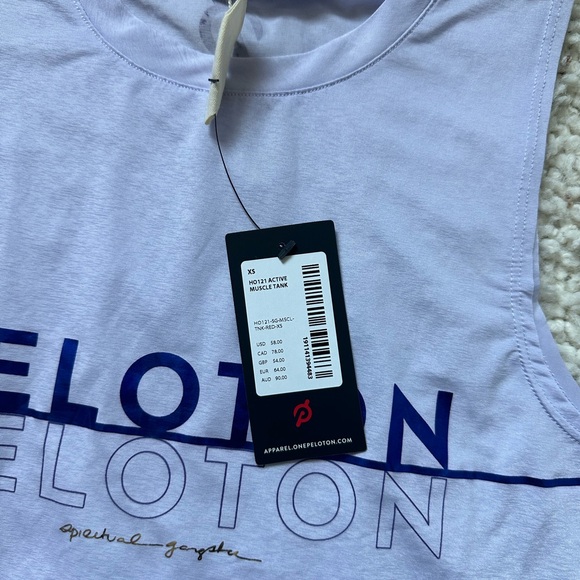 XS
HO121 ACTIVE
MUSCLE TANK
HO121-SG-MSCL-
TNK-RED-XS
USD 58.00
CAD 78.00
GBP 54.00
EUR 64.00
AUD 90.00
191141394483
APPAREL.ONEPELOTON.COM
ELOTON
ELOTON
spiritual gangster